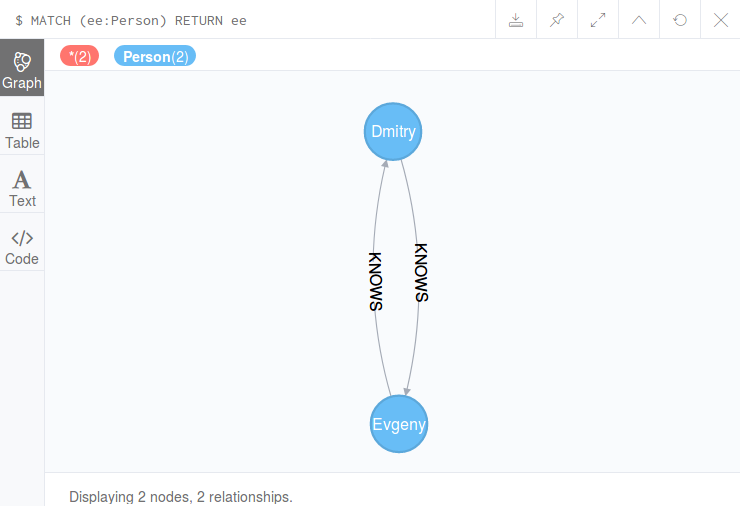 $ MATCH (ee:Person) RETURN ee
*(2) Person(2)
Graph
Table
Text
Code
Dmitry
KNOWS
KNOWS
Evgeny
Displaying 2 nodes, 2 relationships.